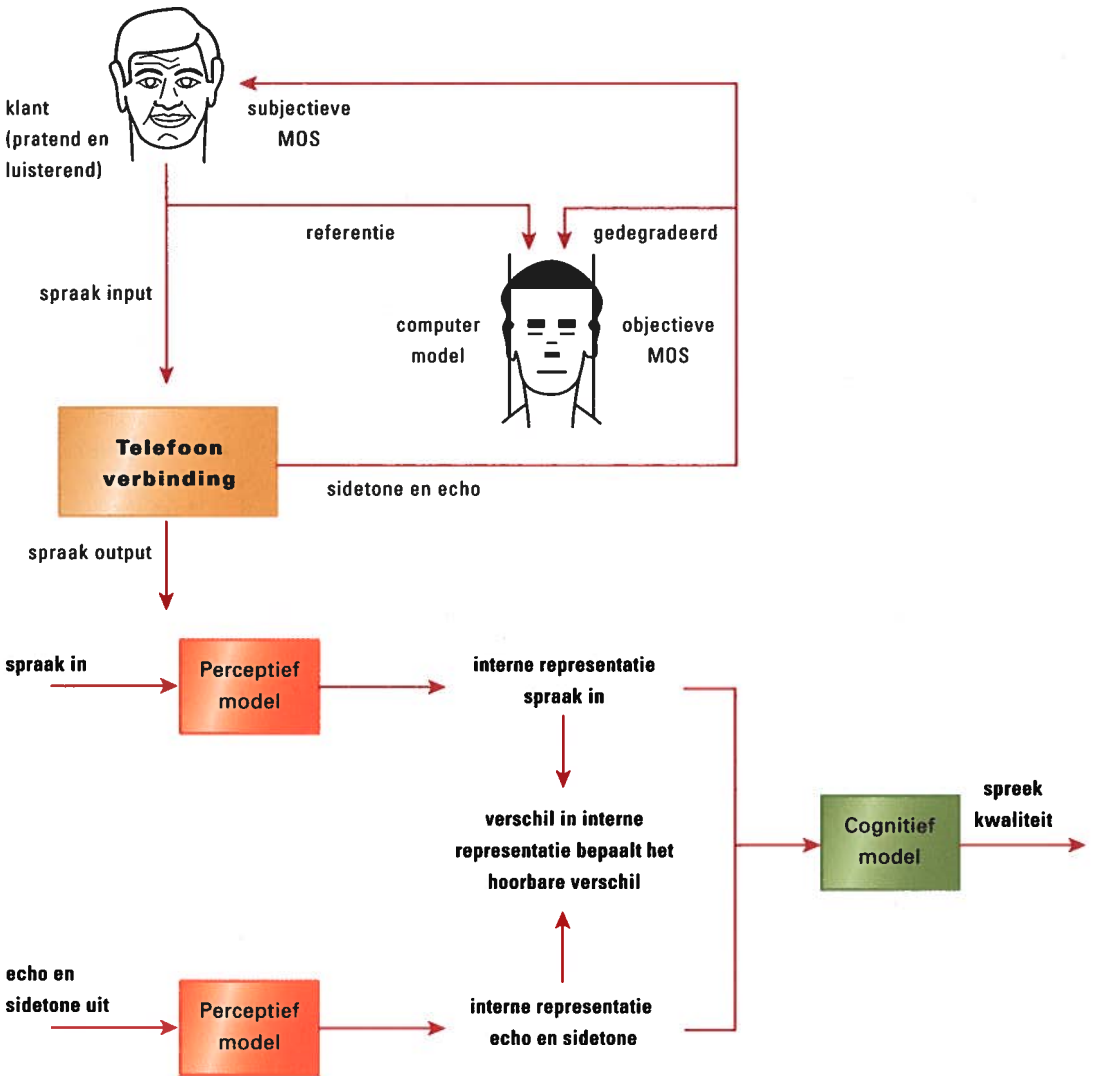 klant
(pratend en
luisterend)
subjectieve
MOS
referentie
gedegradeerd
spraak input
computer
model
objectieve
MOS
Telefoon
verbinding
sidetone en echo
spraak output
spraak in
Perceptief
model
interne representatie
spraak in
verschil in interne
representatie bepaalt het
hoorbare verschil
Cognitief
model
spreek
kwaliteit
echo en
sidetone uit
Perceptief
model
interne representatie
echo en sidetone